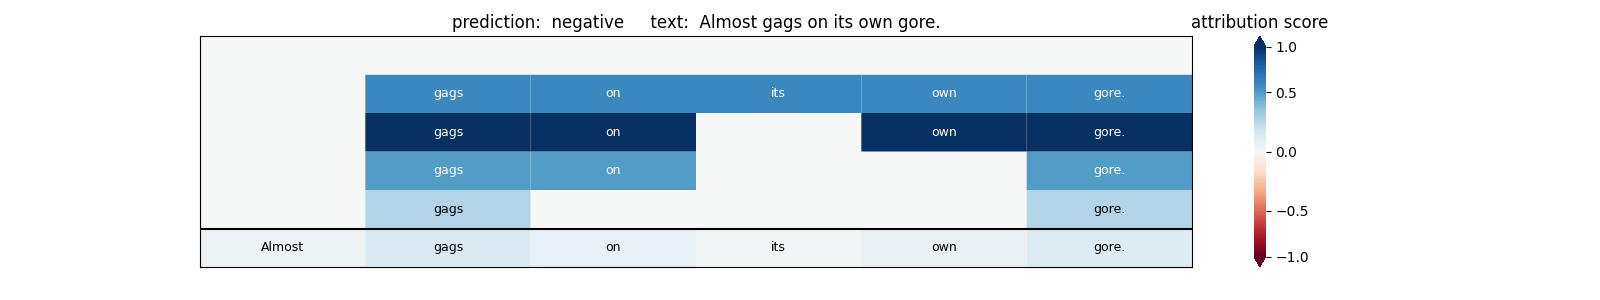 prediction:  negative     text:  Almost gags on its own gore.
attribution score
gags on its own gore.
gags on own gore.
gags on gore.
gags gore.
Almost gags on its own gore.
1.0
0.5
0.0
−0.5
−1.0